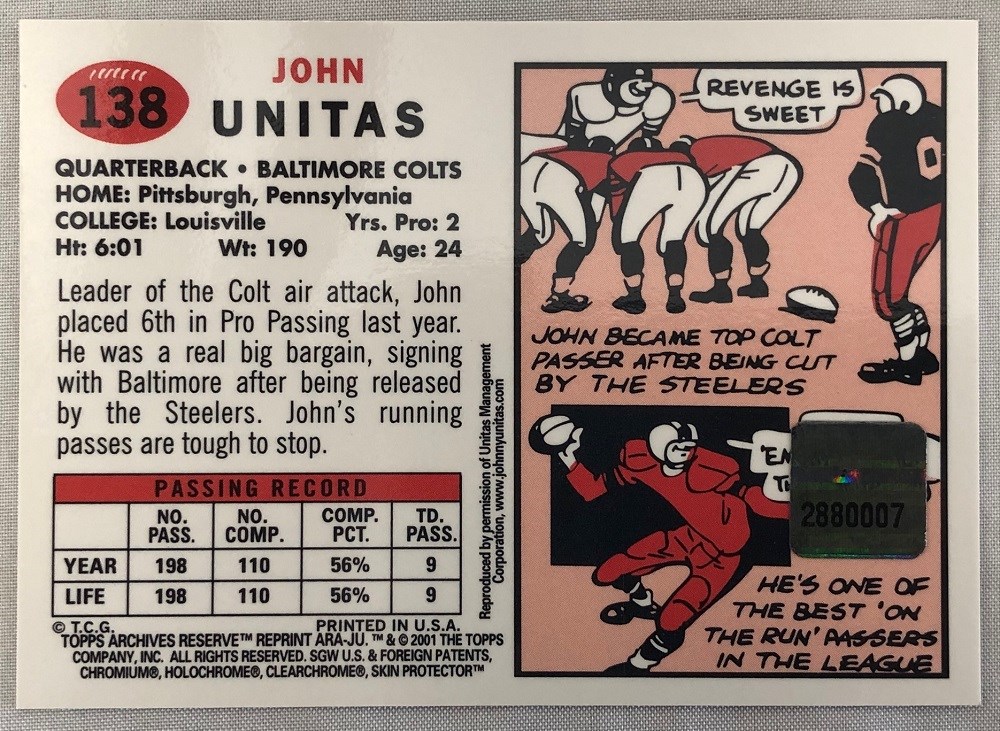 138
JOHN
UNITAS
QUARTERBACK • BALTIMORE COLTS
HOME: Pittsburgh, Pennsylvania
COLLEGE: Louisville Yrs. Pro: 2
Ht: 6:01 Wt: 190 Age: 24
Leader of the Colt air attack, John
placed 6th in Pro Passing last year.
He was a real big bargain, signing
with Baltimore after being released
by the Steelers. John's running
passes are tough to stop.
PASSING RECORD
NO. PASS. NO. COMP. COMP. PCT. TD. PASS.
YEAR 198 110 56% 9
LIFE 198 110 56% 9
© T.C.G. PRINTED IN U.S.A.
TOPPS ARCHIVES RESERVE™ REPRINT ARA-JU. ™ & © 2001 THE TOPPS
COMPANY, INC. ALL RIGHTS RESERVED. SGW U.S. & FOREIGN PATENTS,
CHROMIUM®, HOLOCHROME®, CLEARCHROME®, SKIN PROTECTOR™
Reproduced by permission of Unitas Management
Corporation, www.johnnyunitas.com
REVENGE IS
SWEET
0
JOHN BECAME TOP COLT
PASSER AFTER BEING CUT
BY THE STEELERS
'EM
TH
2880007
HE'S ONE OF
THE BEST 'ON
THE RUN' PASSERS
IN THE LEAGUE